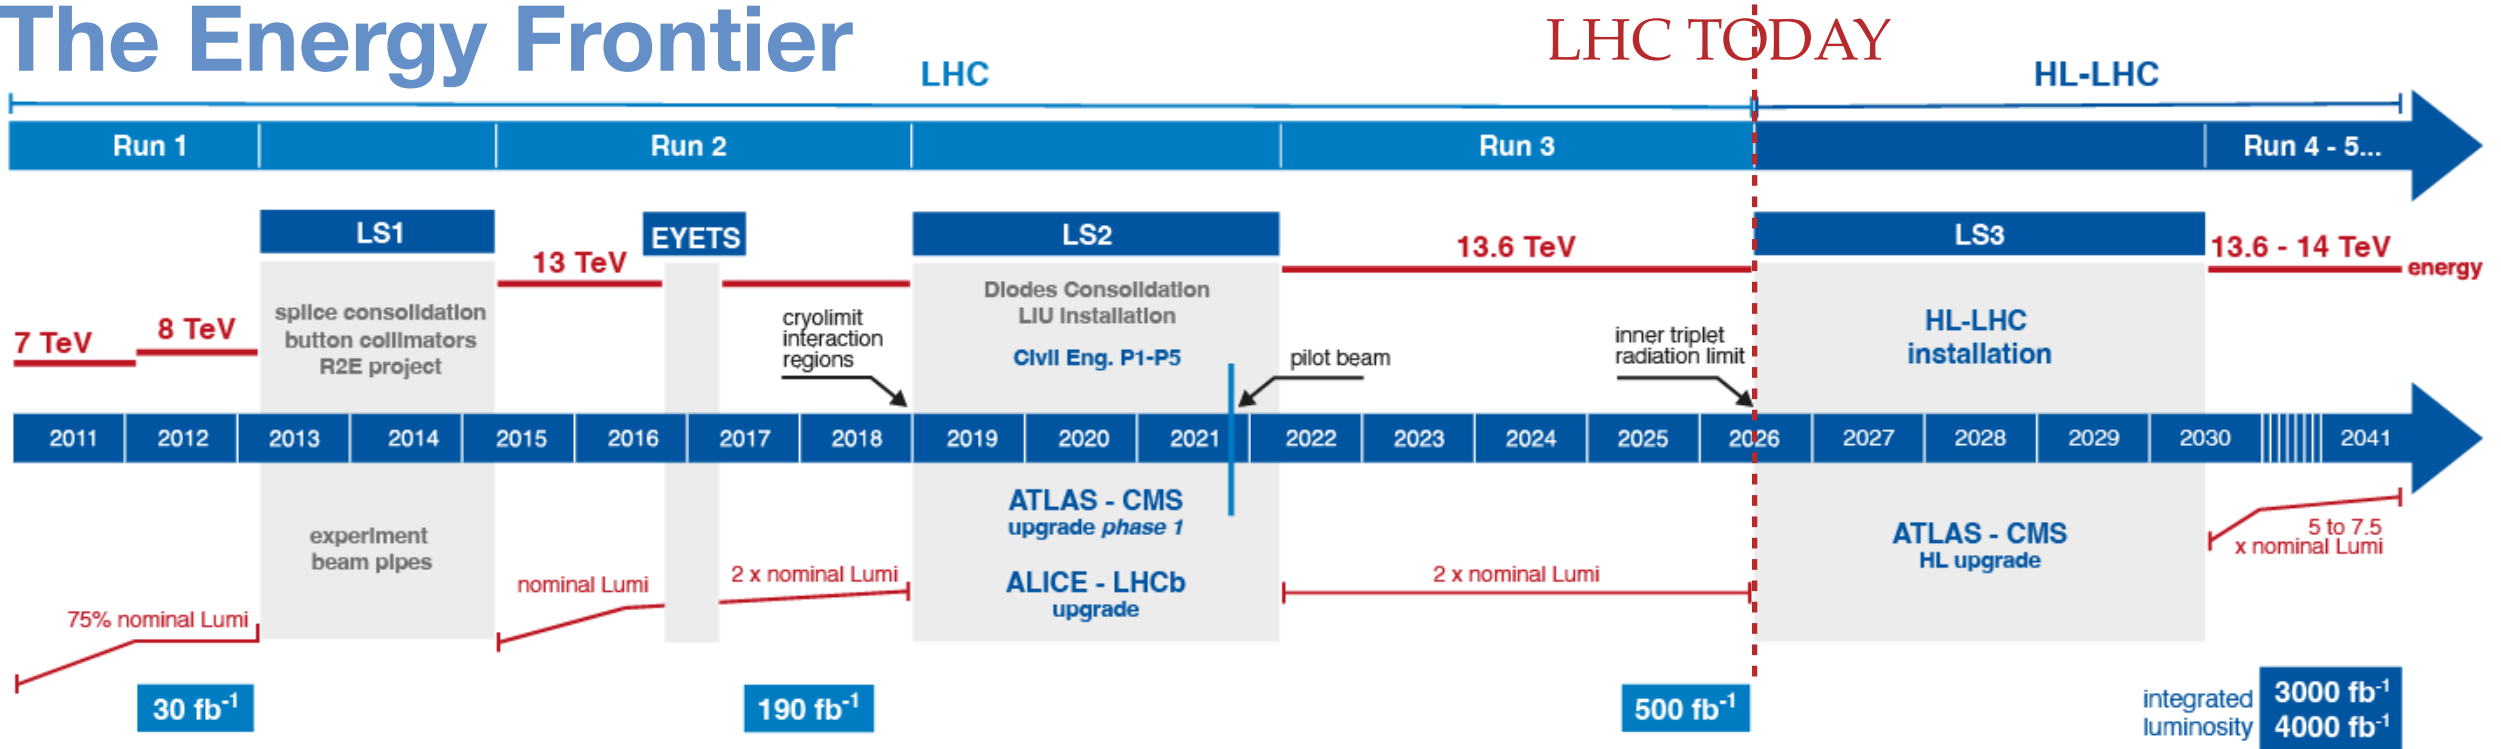 The Energy Frontier
LHC TODAY
LHC
HL-LHC
Run 1
Run 2
Run 3
Run 4 - 5...
LS1
EYETS
LS2
LS3
13 TeV
13.6 TeV
13.6 - 14 TeV
energy
7 TeV
8 TeV
splice consolidation
button collimators
R2E project
cryolimit
interaction
regions
Diodes Consolidation
LIU Installation
Civil Eng. P1-P5
pilot beam
inner triplet
radiation limit
HL-LHC
installation
2011 2012 2013 2014 2015 2016 2017 2018 2019 2020 2021 2022 2023 2024 2025 2026 2027 2028 2029 2030 2041
experiment
beam pipes
ATLAS - CMS
upgrade phase 1
ALICE - LHCb
upgrade
ATLAS - CMS
HL upgrade
5 to 7.5
x nominal Lumi
75% nominal Lumi
nominal Lumi
2 x nominal Lumi
2 x nominal Lumi
30 fb-1
190 fb-1
500 fb-1
integrated
luminosity
3000 fb-1
4000 fb-1